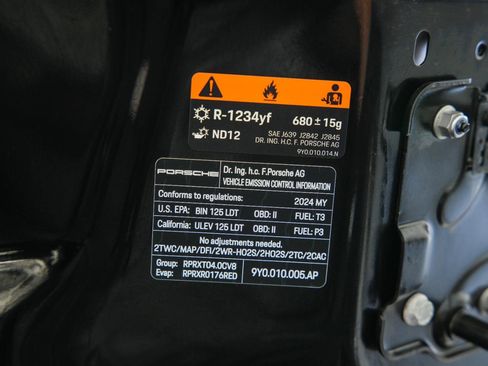 R-1234yf 680 ± 15g
ND12 SAE J639 J2842 J2845
DR. ING. H.C. F. PORSCHE AG
9Y0.010.014.N
PORSCHE Dr. Ing. h.c. F.Porsche AG
VEHICLE EMISSION CONTROL INFORMATION
Conforms to regulations: 2024 MY
U.S. EPA: BIN 125 LDT OBD: II FUEL: T3
California: ULEV 125 LDT OBD: II FUEL: P3
No adjustments needed.
2TWC/MAP/DFI/2WR-HO2S/2HO2S/2TC/2CAC
Group: RPRXT04.0CV8
Evap: RPRXR0176RED 9Y0.010.005.AP